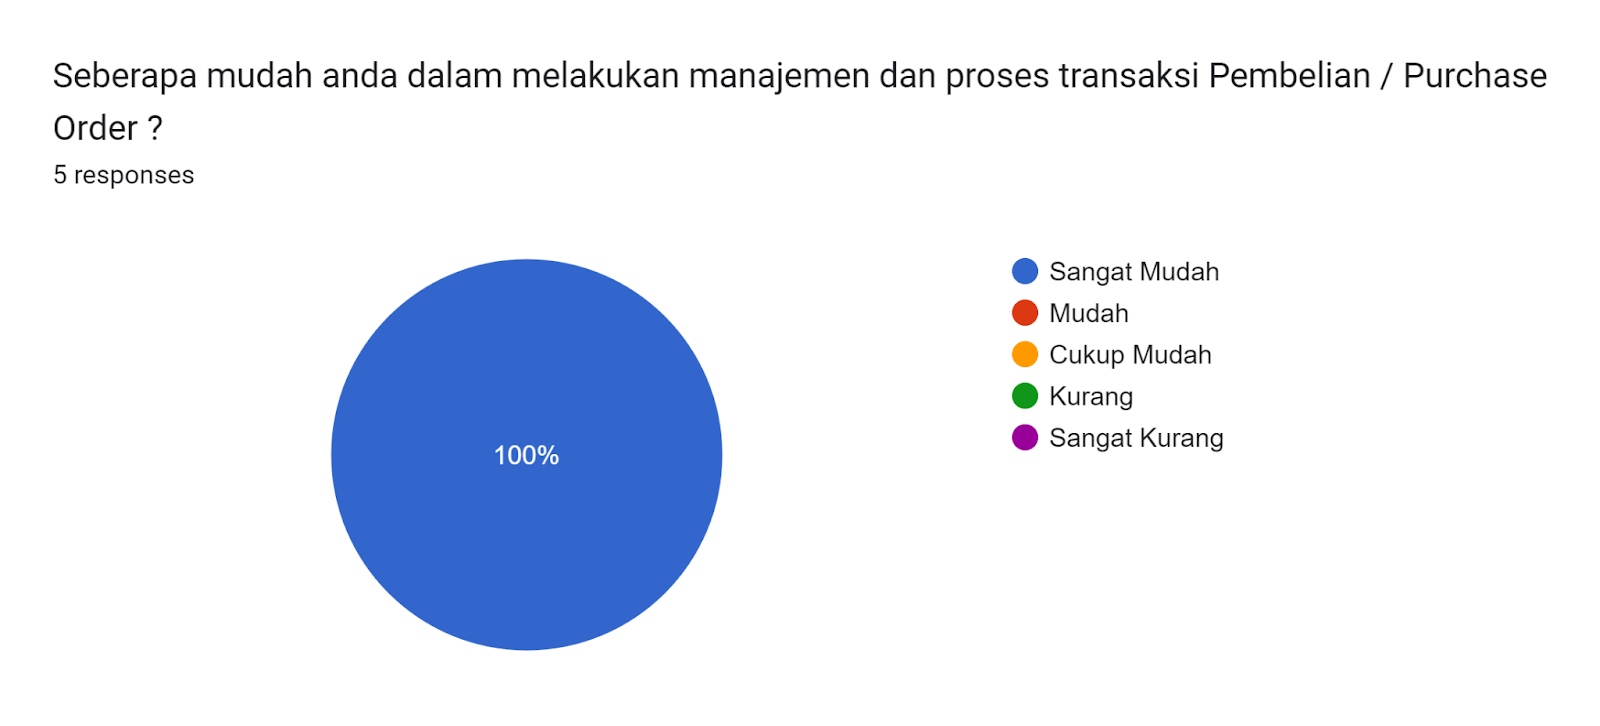 Seberapa mudah anda dalam melakukan manajemen dan proses transaksi Pembelian / Purchase
Order ?
5 responses
100%
Sangat Mudah
Mudah
Cukup Mudah
Kurang
Sangat Kurang